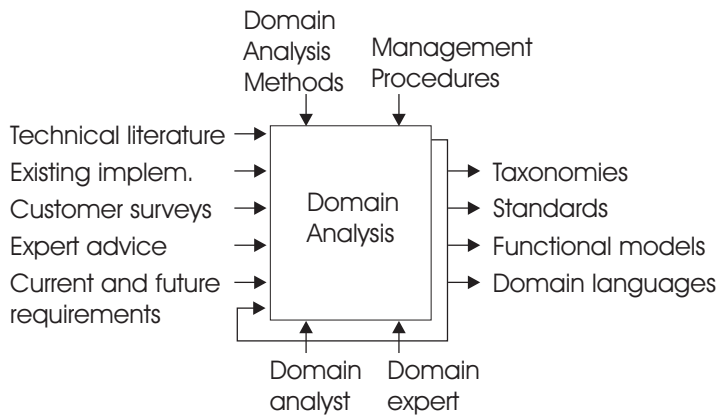 Domain
Analysis
Methods
Management
Procedures
Technical literature
Existing implem.
Customer surveys
Expert advice
Current and future
requirements
Domain
Analysis
Taxonomies
Standards
Functional models
Domain languages
Domain
analyst
Domain
expert